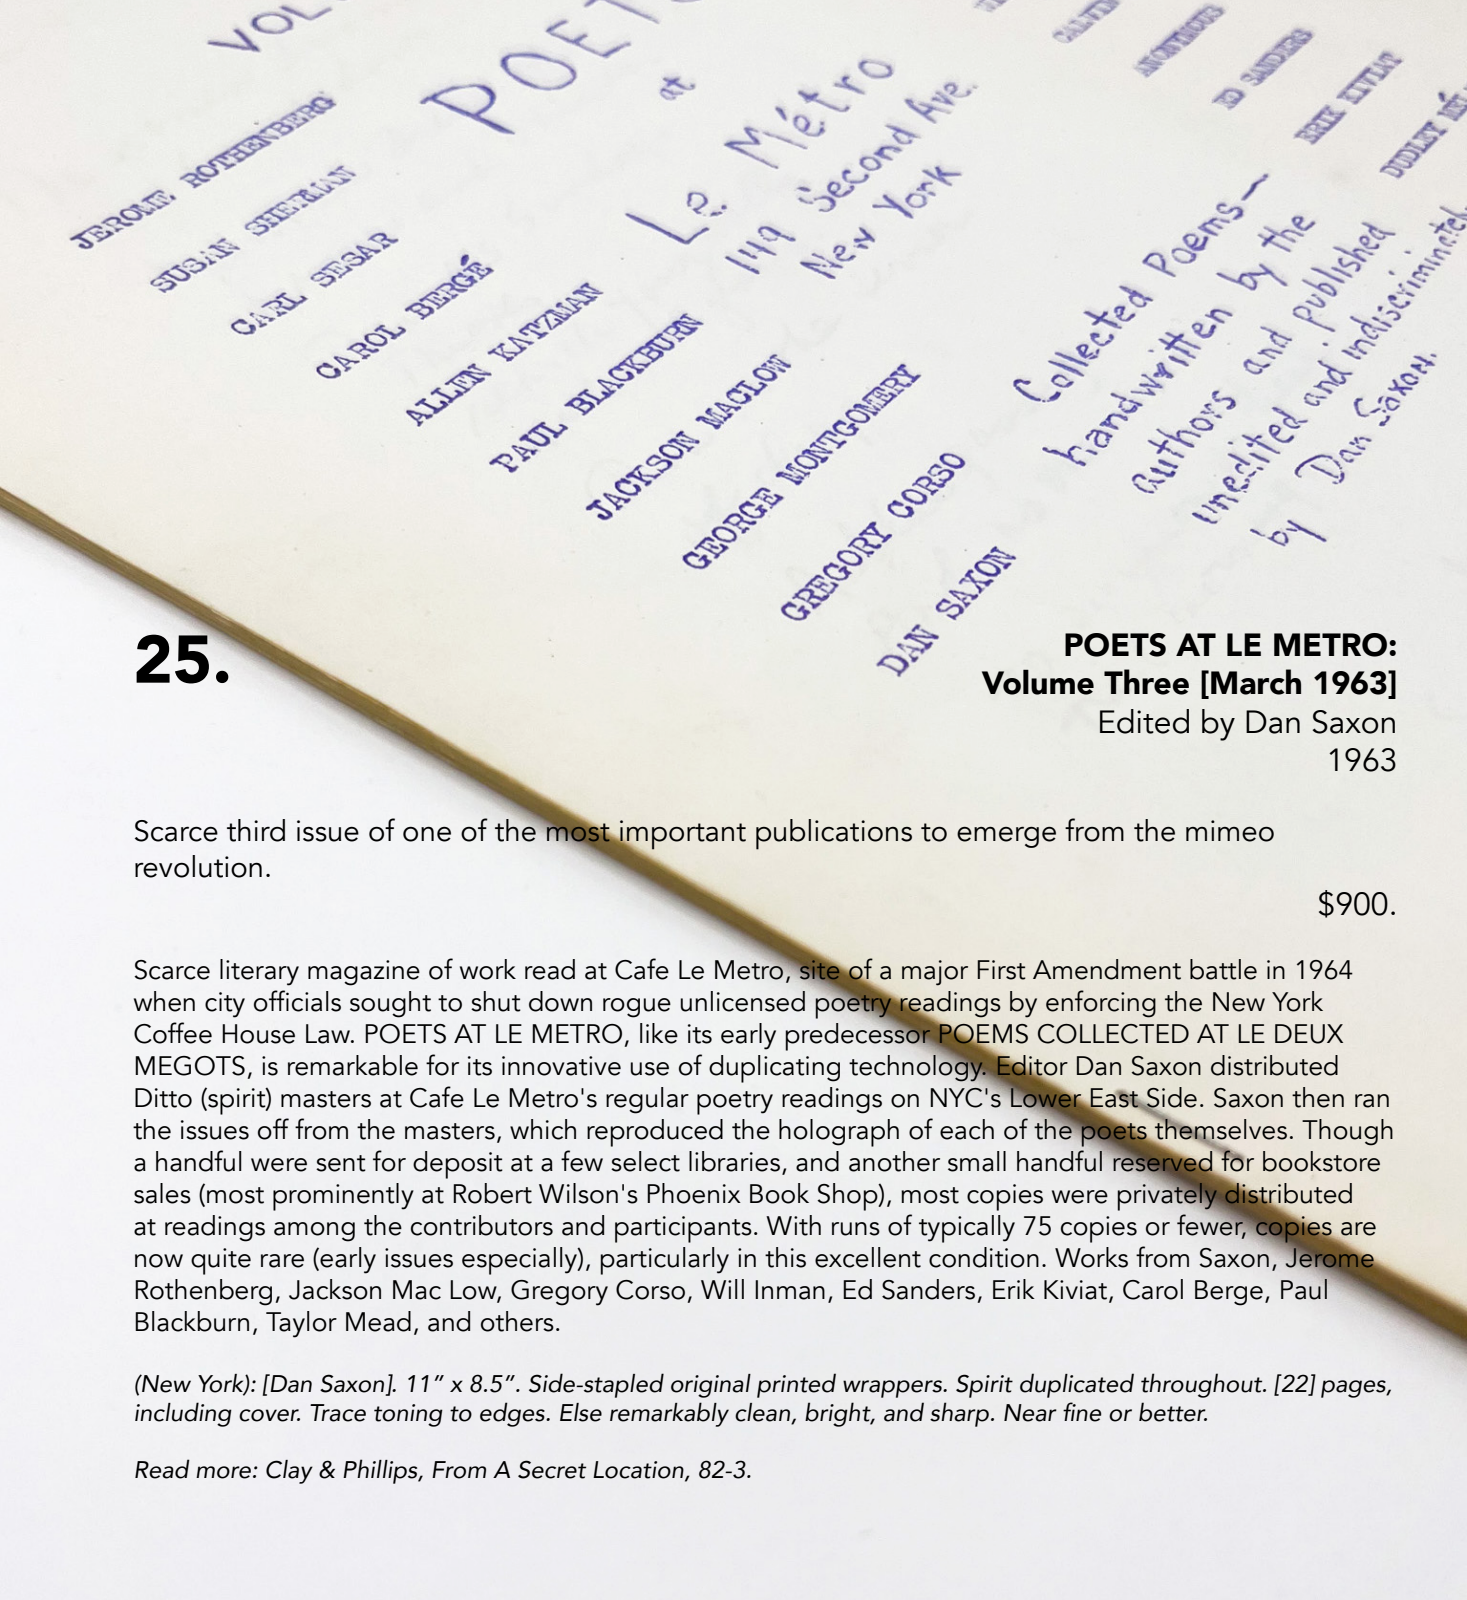 VOL
POETS
at
Le Métro
149 Second Ave.
New York
JEROME ROTHENBERG
SUSAN SHERMAN
CARL SESAR
CAROL BERGÉ
ALLEN KATZMAN
PAUL BLACKBURN
JACKSON MACLOW
GEORGE MONTGOMERY
GREGORY CORSO
DAN SAXON
CALVIN
ANONYMOUS
ED SANDERS
ERIK KIVIAT
DUDLEY
Collected Poems—
handwritten by the
authors and published
unedited and indiscriminately
by Dan Saxon.
25.
POETS AT LE METRO:
Volume Three [March 1963]
Edited by Dan Saxon
1963
Scarce third issue of one of the most important publications to emerge from the mimeo
revolution.
$900.
Scarce literary magazine of work read at Cafe Le Metro, site of a major First Amendment battle in 1964
when city officials sought to shut down rogue unlicensed poetry readings by enforcing the New York
Coffee House Law. POETS AT LE METRO, like its early predecessor POEMS COLLECTED AT LE DEUX
MEGOTS, is remarkable for its innovative use of duplicating technology. Editor Dan Saxon distributed
Ditto (spirit) masters at Cafe Le Metro's regular poetry readings on NYC's Lower East Side. Saxon then ran
the issues off from the masters, which reproduced the holograph of each of the poets themselves. Though
a handful were sent for deposit at a few select libraries, and another small handful reserved for bookstore
sales (most prominently at Robert Wilson's Phoenix Book Shop), most copies were privately distributed
at readings among the contributors and participants. With runs of typically 75 copies or fewer, copies are
now quite rare (early issues especially), particularly in this excellent condition. Works from Saxon, Jerome
Rothenberg, Jackson Mac Low, Gregory Corso, Will Inman, Ed Sanders, Erik Kiviat, Carol Berge, Paul
Blackburn, Taylor Mead, and others.
(New York): [Dan Saxon]. 11″ x 8.5″. Side-stapled original printed wrappers. Spirit duplicated throughout. [22] pages,
including cover. Trace toning to edges. Else remarkably clean, bright, and sharp. Near fine or better.
Read more: Clay & Phillips, From A Secret Location, 82-3.